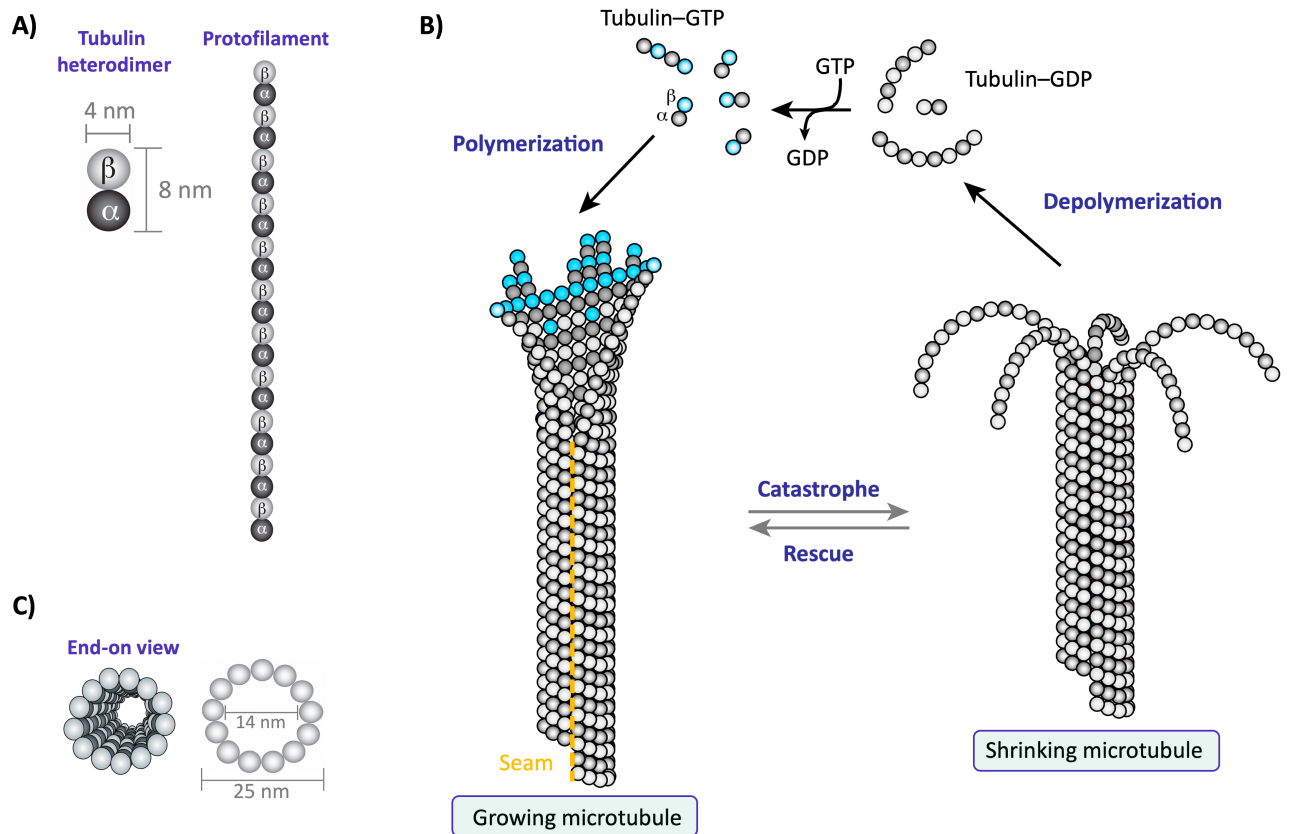 A)
Tubulin
heterodimer
4 nm
β
α
8 nm
Protofilament
β
α
β
α
β
α
β
α
β
α
β
α
β
α
β
α
β
α
β
α
β
α
B)
Tubulin–GTP
β
α
GTP
GDP
Tubulin–GDP
Polymerization
Depolymerization
Catastrophe
Rescue
Seam
Growing microtubule
Shrinking microtubule
C)
End-on view
14 nm
25 nm